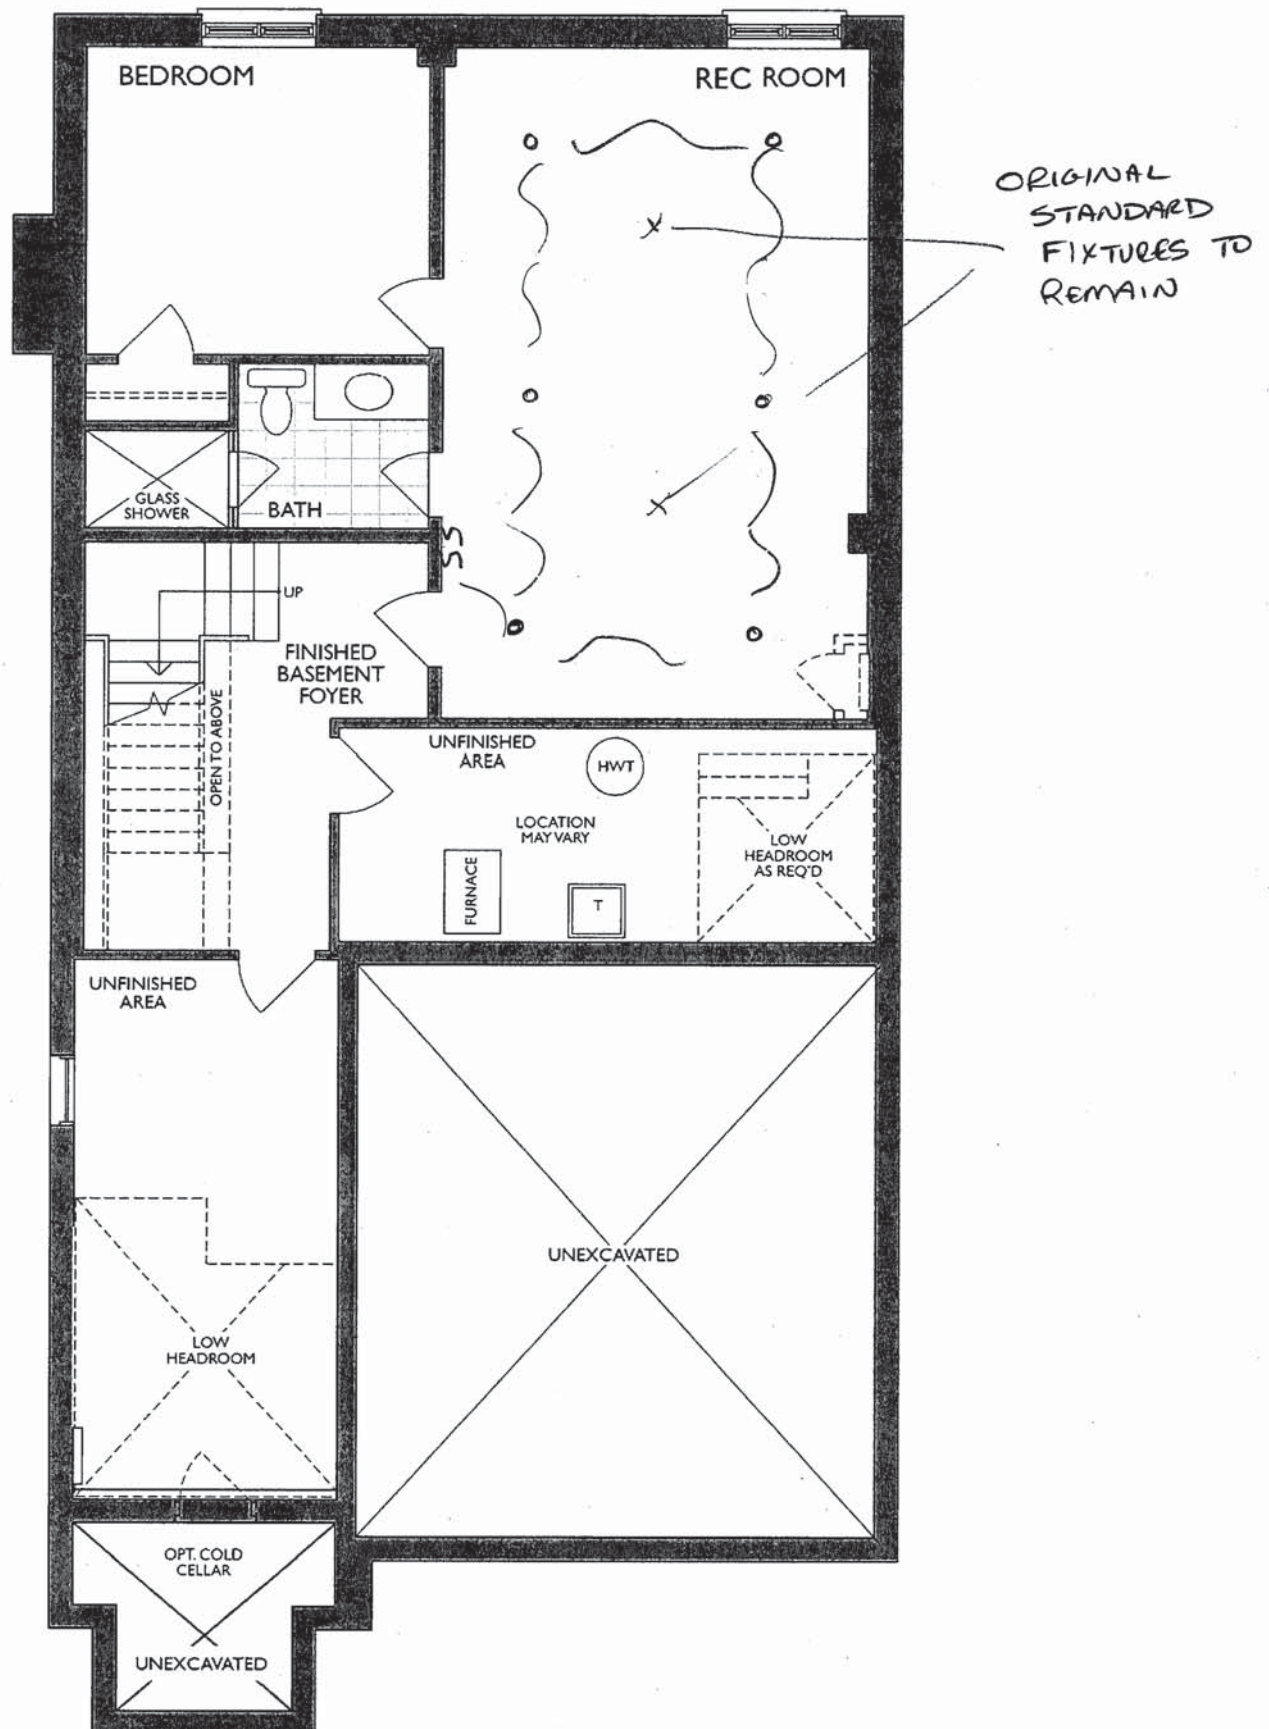 BEDROOM
REC ROOM
ORIGINAL
STANDARD
FIXTURES TO
REMAIN
GLASS
SHOWER
BATH
SS
UP
FINISHED
BASEMENT
FOYER
OPEN TO ABOVE
UNFINISHED
AREA
HWT
LOCATION
MAY VARY
LOW
HEADROOM
AS REQ'D
FURNACE
T
UNFINISHED
AREA
UNEXCAVATED
LOW
HEADROOM
OPT. COLD
CELLAR
UNEXCAVATED